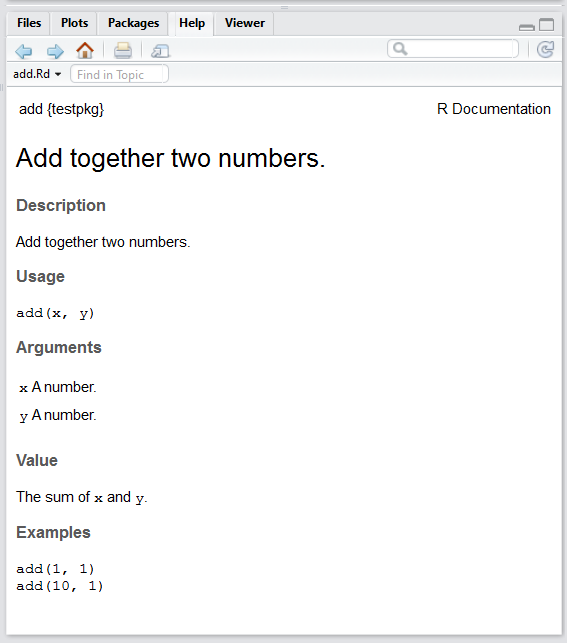 Files Plots Packages Help Viewer
add.Rd Find in Topic
add {testpkg} R Documentation
Add together two numbers.
Description
Add together two numbers.
Usage
add(x, y)
Arguments
x A number.
y A number.
Value
The sum of x and y.
Examples
add(1, 1)
add(10, 1)